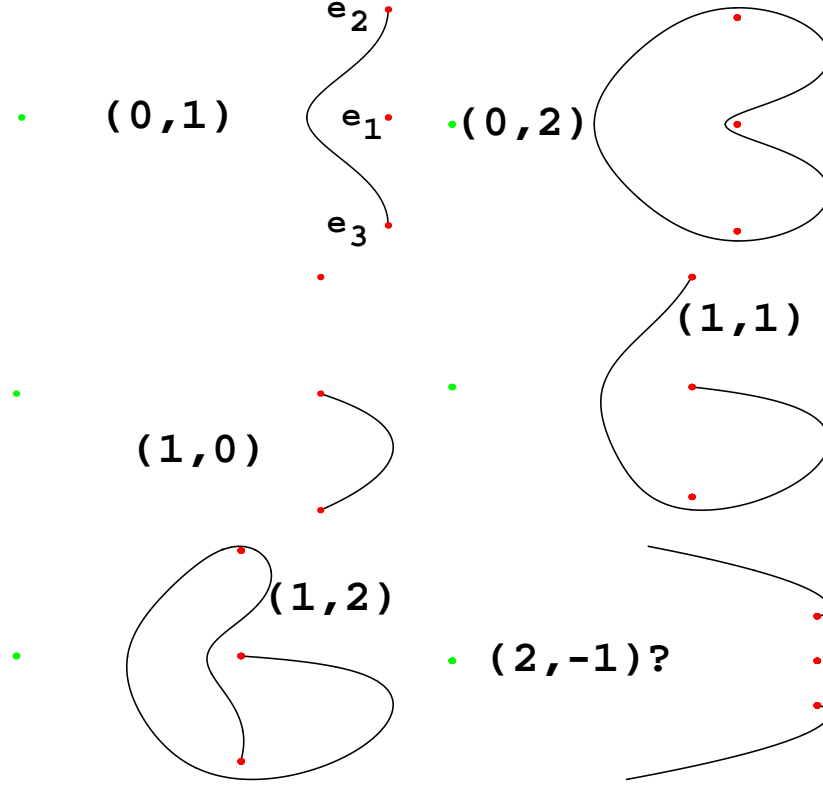 e2
(0,1)
e1
(0,2)
e3
(1,1)
(1,0)
(1,2)
(2,-1)?